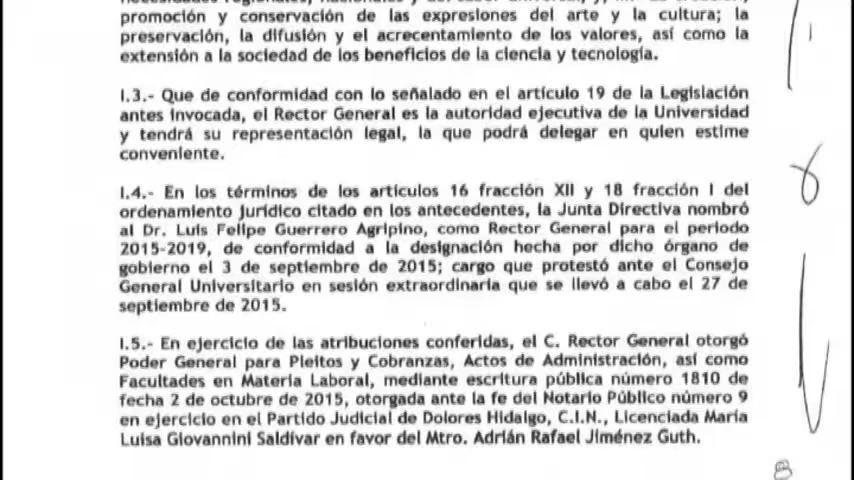 promoción y conservación de las expresiones del arte y la cultura; la
preservación, la difusión y el acrecentamiento de los valores, así como la
extensión a la sociedad de los beneficios de la ciencia y tecnología.
I.3.- Que de conformidad con lo señalado en el artículo 19 de la Legislación
antes invocada, el Rector General es la autoridad ejecutiva de la Universidad
y tendrá su representación legal, la que podrá delegar en quien estime
conveniente.
I.4.- En los términos de los artículos 16 fracción XII y 18 fracción I del
ordenamiento jurídico citado en los antecedentes, la Junta Directiva nombró
al Dr. Luis Felipe Guerrero Agripino, como Rector General para el periodo
2015-2019, de conformidad a la designación hecha por dicho órgano de
gobierno el 3 de septiembre de 2015; cargo que protestó ante el Consejo
General Universitario en sesión extraordinaria que se llevó a cabo el 27 de
septiembre de 2015.
I.5.- En ejercicio de las atribuciones conferidas, el C. Rector General otorgó
Poder General para Pleitos y Cobranzas, Actos de Administración, así como
Facultades en Materia Laboral, mediante escritura pública número 1810 de
fecha 2 de octubre de 2015, otorgada ante la fe del Notario Público número 9
en ejercicio en el Partido Judicial de Dolores Hidalgo, C.I.N., Licenciada María
Luisa Giovannini Saldívar en favor del Mtro. Adrián Rafael Jiménez Guth.